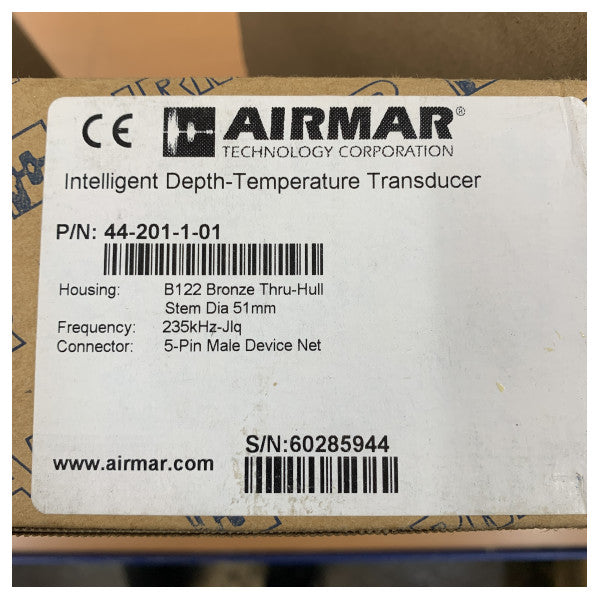 CE AIRMAR®
TECHNOLOGY CORPORATION
Intelligent Depth-Temperature Transducer
P/N: 44-201-1-01
Housing: B122 Bronze Thru-Hull
Stem Dia 51mm
Frequency: 235kHz-Jlq
Connector: 5-Pin Male Device Net
S/N:60285944
www.airmar.com